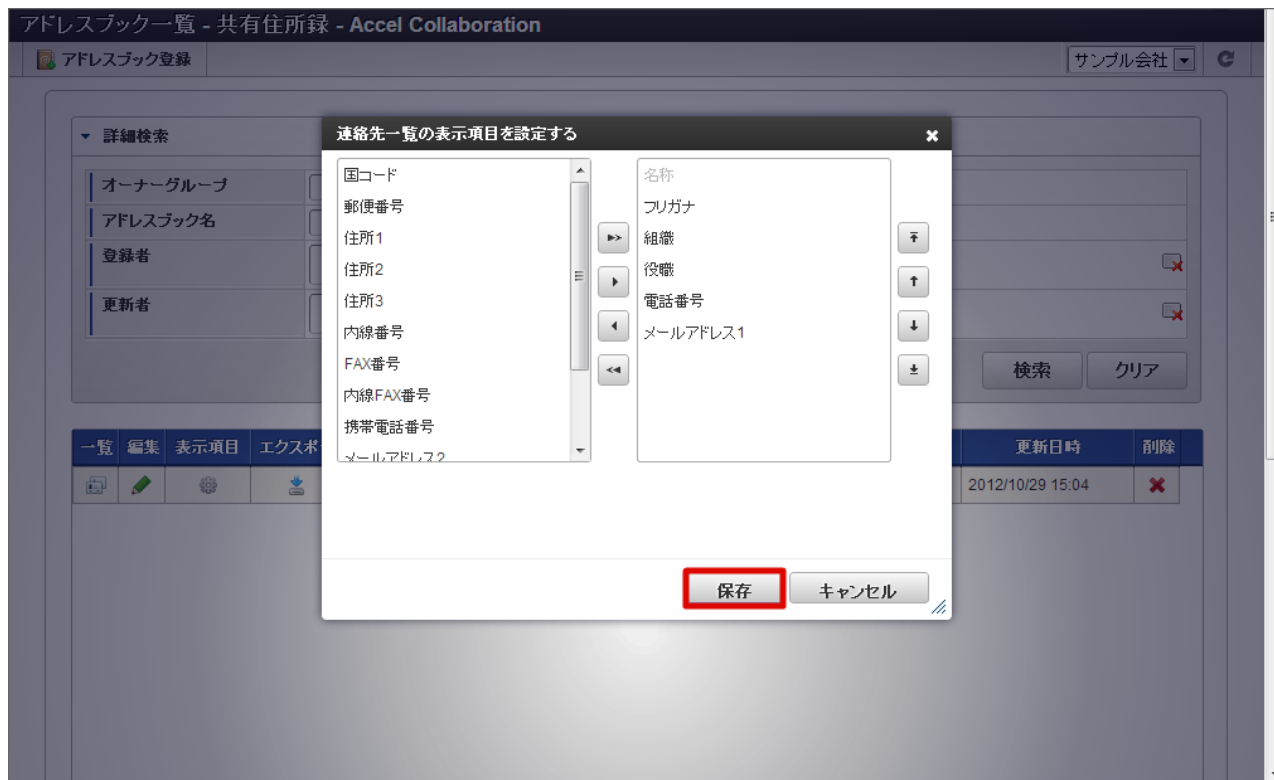 アドレスブック一覧 - 共有住所録 - Accel Collaboration
アドレスブック登録
サンプル会社
詳細検索
オーナーグループ
アドレスブック名
登録者
更新者
検索 クリア
連絡先一覧の表示項目を設定する
国コード
郵便番号
住所1
住所2
住所3
内線番号
FAX番号
内線FAX番号
携帯電話番号
メールアドレス2
名称
フリガナ
組織
役職
電話番号
メールアドレス1
保存 キャンセル
一覧 編集 表示項目 エクスポ 更新日時 削除
2012/10/29 15:04